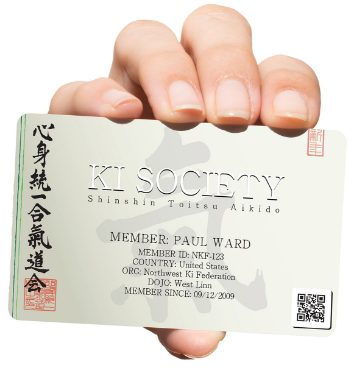 心身統一合氣道会
KI SOCIETY
Shinshin Toitsu Aikido
氣
MEMBER: PAUL WARD
MEMBER ID: NKF-123
COUNTRY: United States
ORG: Northwest Ki Federation
DOJO: West Linn
MEMBER SINCE: 09/12/2009